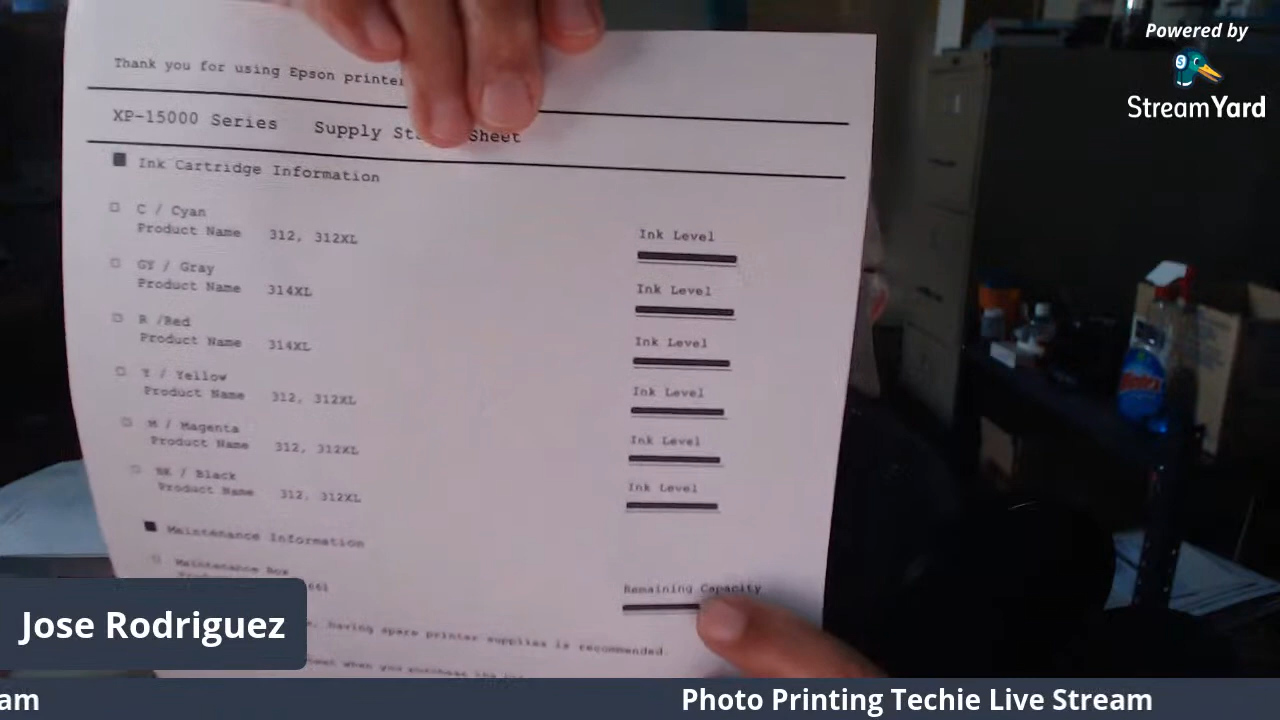 Powered by
StreamYard
Thank you for using Epson printer
XP-15000 Series Supply Sheet
Ink Cartridge Information
C / Cyan
Product Name 312, 312XL
Ink Level
GY / Gray
Product Name 314XL
Ink Level
R /Red
Product Name 314XL
Ink Level
Y / Yellow
Product Name 312, 312XL
Ink Level
M / Magenta
Product Name 312, 312XL
Ink Level
BK / Black
Product Name 312, 312XL
Ink Level
Maintenance Information
Maintenance Box
Remaining Capacity
having spare printer supplies is recommended.
when you purchase the
Jose Rodriguez
am
Photo Printing Techie Live Stream